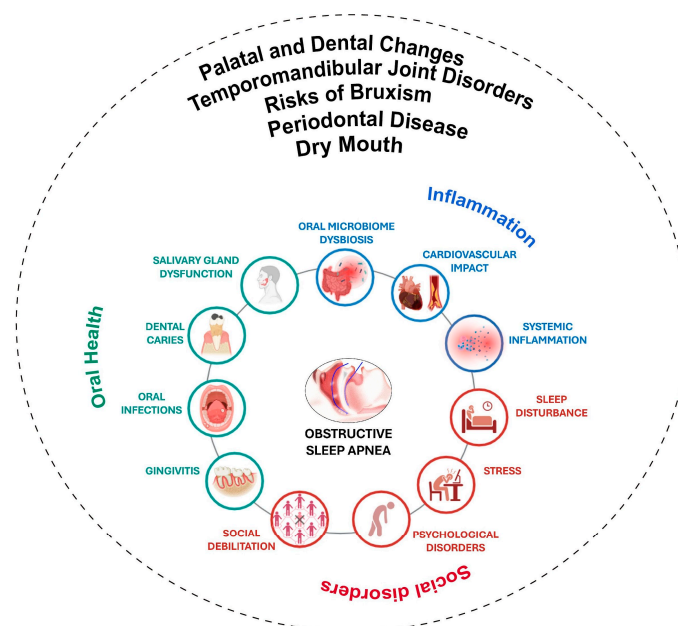 Palatal and Dental Changes
Temporomandibular Joint Disorders
Risks of Bruxism
Periodontal Disease
Dry Mouth
Inflammation
ORAL MICROBIOME
DYSBIOSIS
CARDIOVASCULAR
IMPACT
SALIVARY GLAND
DYSFUNCTION
SYSTEMIC
INFLAMMATION
DENTAL
CARIES
Oral Health
SLEEP
DISTURBANCE
ORAL
INFECTIONS
OBSTRUCTIVE
SLEEP APNEA
GINGIVITIS
STRESS
SOCIAL
DEBILITATION
PSYCHOLOGICAL
DISORDERS
Social disorders